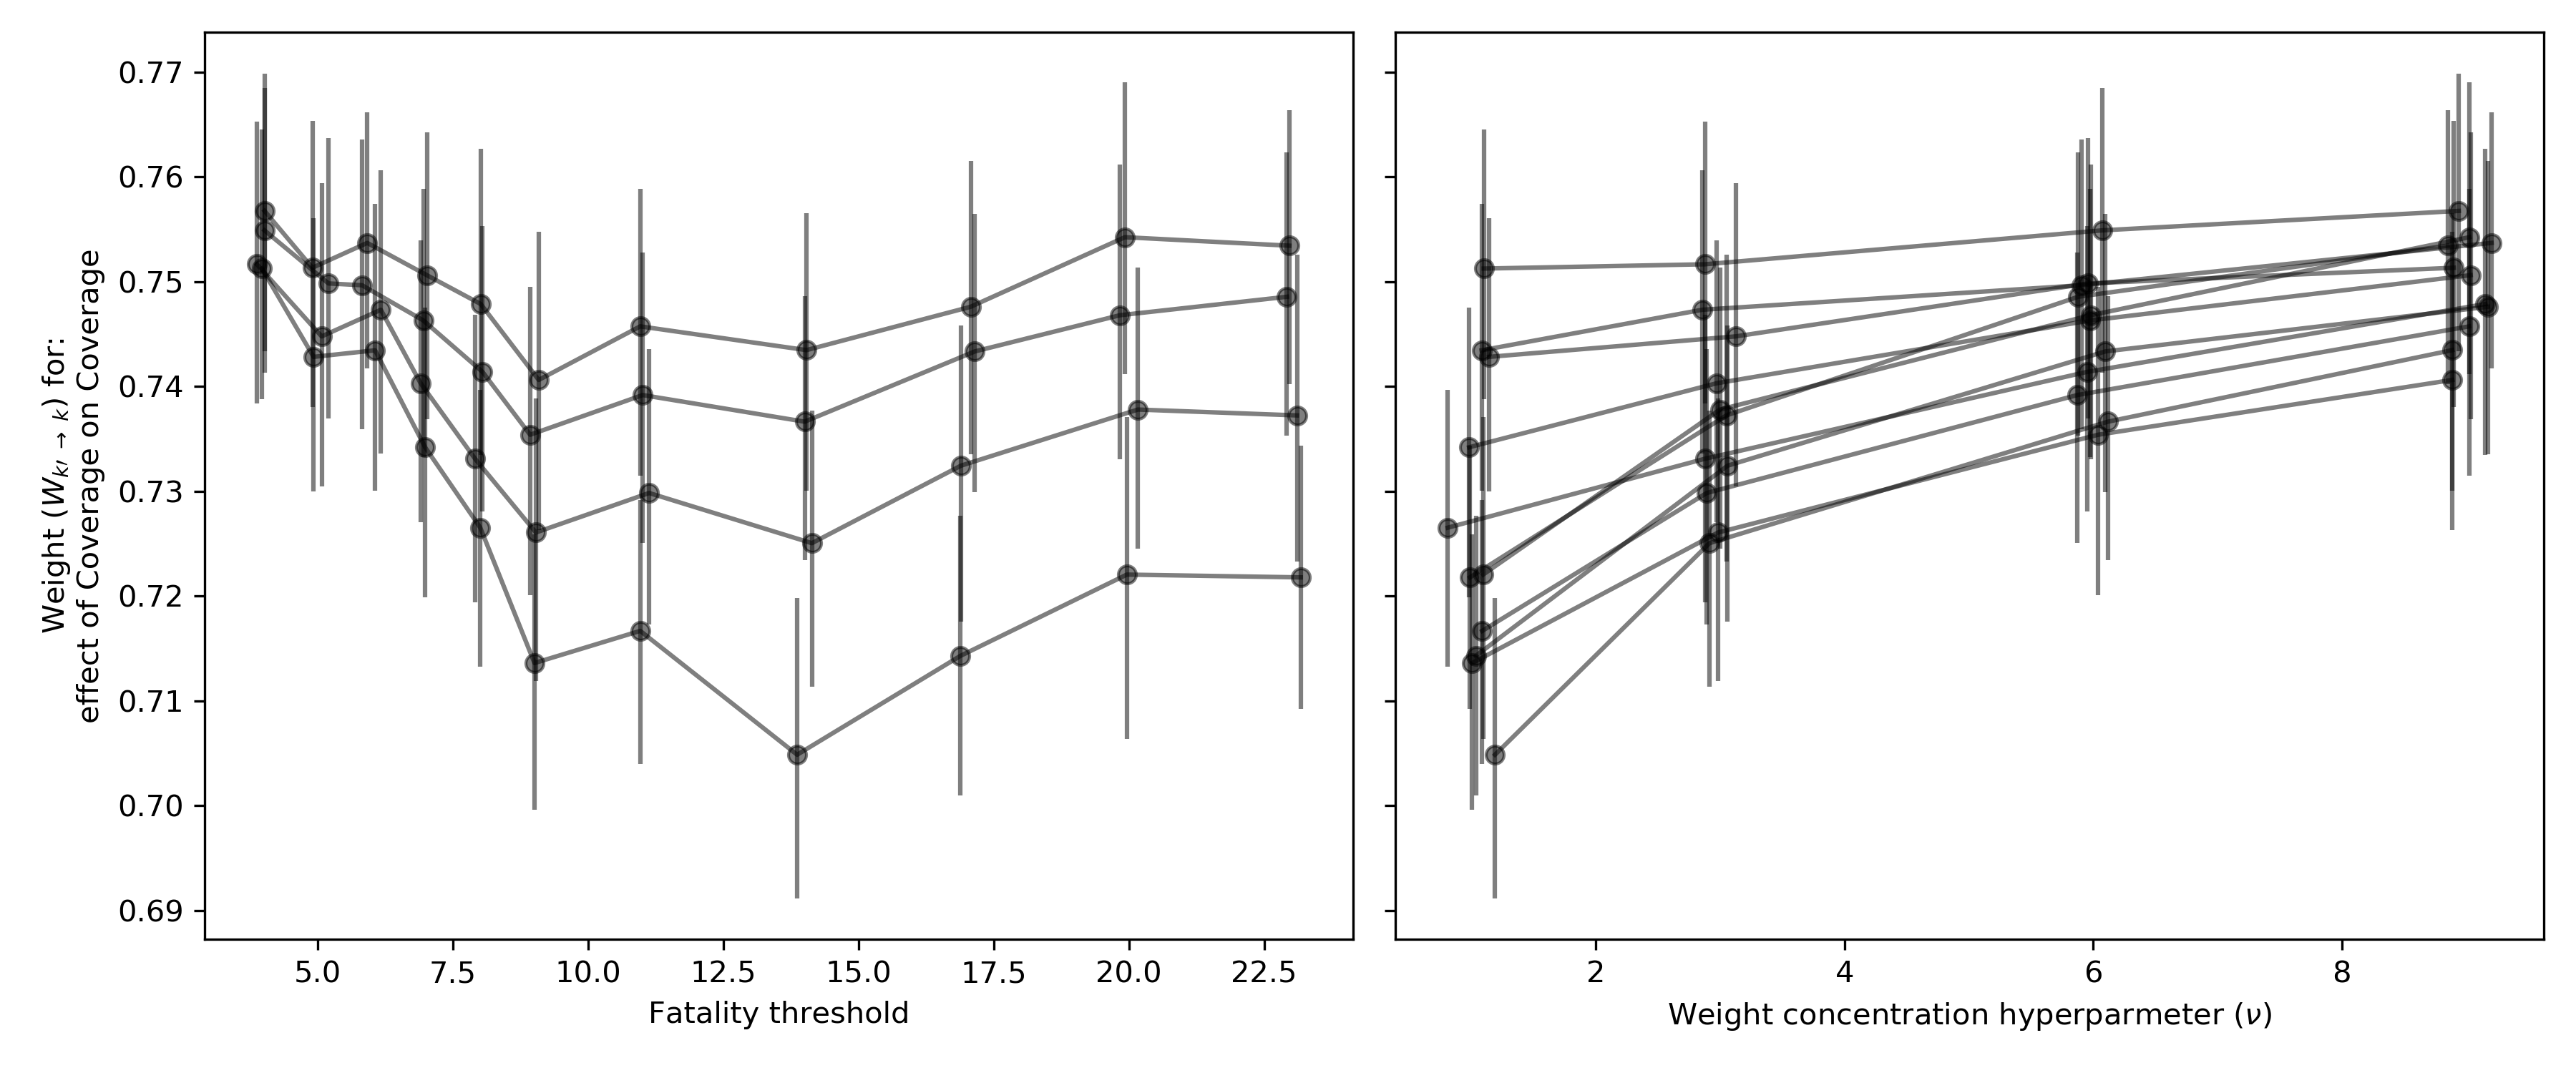 Weight (W_{k′ → k}) for:
effect of Coverage on Coverage
0.77
0.76
0.75
0.74
0.73
0.72
0.71
0.70
0.69
5.0 7.5 10.0 12.5 15.0 17.5 20.0 22.5
Fatality threshold
2 4 6 8
Weight concentration hyperparmeter (ν)